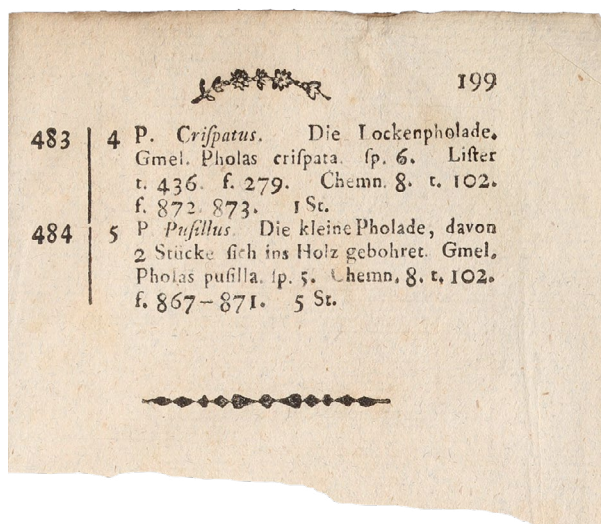 199
483 4 P. Criſpatus. Die Lockenpholade.
Gmel. Pholas criſpata. ſp. 6. Liſter
t. 436. f. 279. Chemn. 8. t. 102.
f. 872. 873. 1 St.
484 5 P. Puſillus. Die kleine Pholade, davon
2 Stücke ſich ins Holz gebohret. Gmel.
Pholas puſilla. ſp. 5. Chemn. 8. t. 102.
f. 867–871. 5 St.